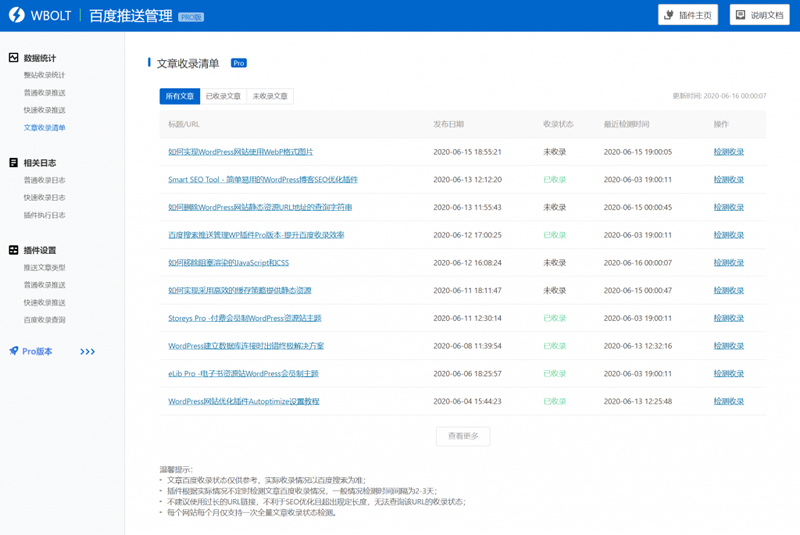 WBOLT 百度推送管理 PRO版 插件主页 说明文档
数据统计
整站收录统计
普通收录推送
快速收录推送
文章收录清单
相关日志
普通收录日志
快速收录日志
插件执行日志
插件设置
推送文章类型
普通收录推送
快速收录推送
百度收录查询
Pro版本 >>>
文章收录清单 Pro
所有文章 已收录文章 未收录文章 更新时间: 2020-06-16 00:00:07
标题/URL 发布日期 收录状态 最近检测时间 操作
如何实现WordPress网站使用WebP格式图片 2020-06-15 18:55:21 未收录 2020-06-15 19:00:05 检测收录
Smart SEO Tool - 简单易用的WordPress博客SEO优化插件 2020-06-13 12:12:20 已收录 2020-06-03 19:00:11 检测收录
如何删除WordPress网站静态资源URL地址的查询字符串 2020-06-13 11:55:43 未收录 2020-06-15 00:00:45 检测收录
百度搜索推送管理WP插件Pro版本-提升百度收录效率 2020-06-12 17:00:25 已收录 2020-06-03 19:00:11 检测收录
如何移除阻塞渲染的JavaScript和CSS 2020-06-12 16:08:24 未收录 2020-06-16 00:00:07 检测收录
如何实现采用高效的缓存策略提供静态资源 2020-06-11 18:11:47 未收录 2020-06-15 00:00:47 检测收录
Storeys Pro -付费会员制WordPress资源站主题 2020-06-11 12:30:14 已收录 2020-06-03 19:00:11 检测收录
WordPress建立数据库连接时出错终极解决方案 2020-06-08 11:39:54 已收录 2020-06-13 12:32:16 检测收录
eLib Pro -电子书资源站WordPress会员制主题 2020-06-06 18:25:57 已收录 2020-06-03 19:00:11 检测收录
WordPress网站优化插件Autoptimize设置教程 2020-06-04 15:44:23 已收录 2020-06-13 12:25:48 检测收录
查看更多
温馨提示:
• 文章百度收录状态仅供参考，实际收录情况以百度搜索为准;
• 插件根据实际情况不定时检测文章百度收录情况，一般情况检测时间间隔为2-3天;
• 不建议使用过长的URL链接，不利于SEO优化且超出规定长度，无法查询该URL的收录状态;
• 每个网站每个月仅支持一次全量文章收录状态检测。